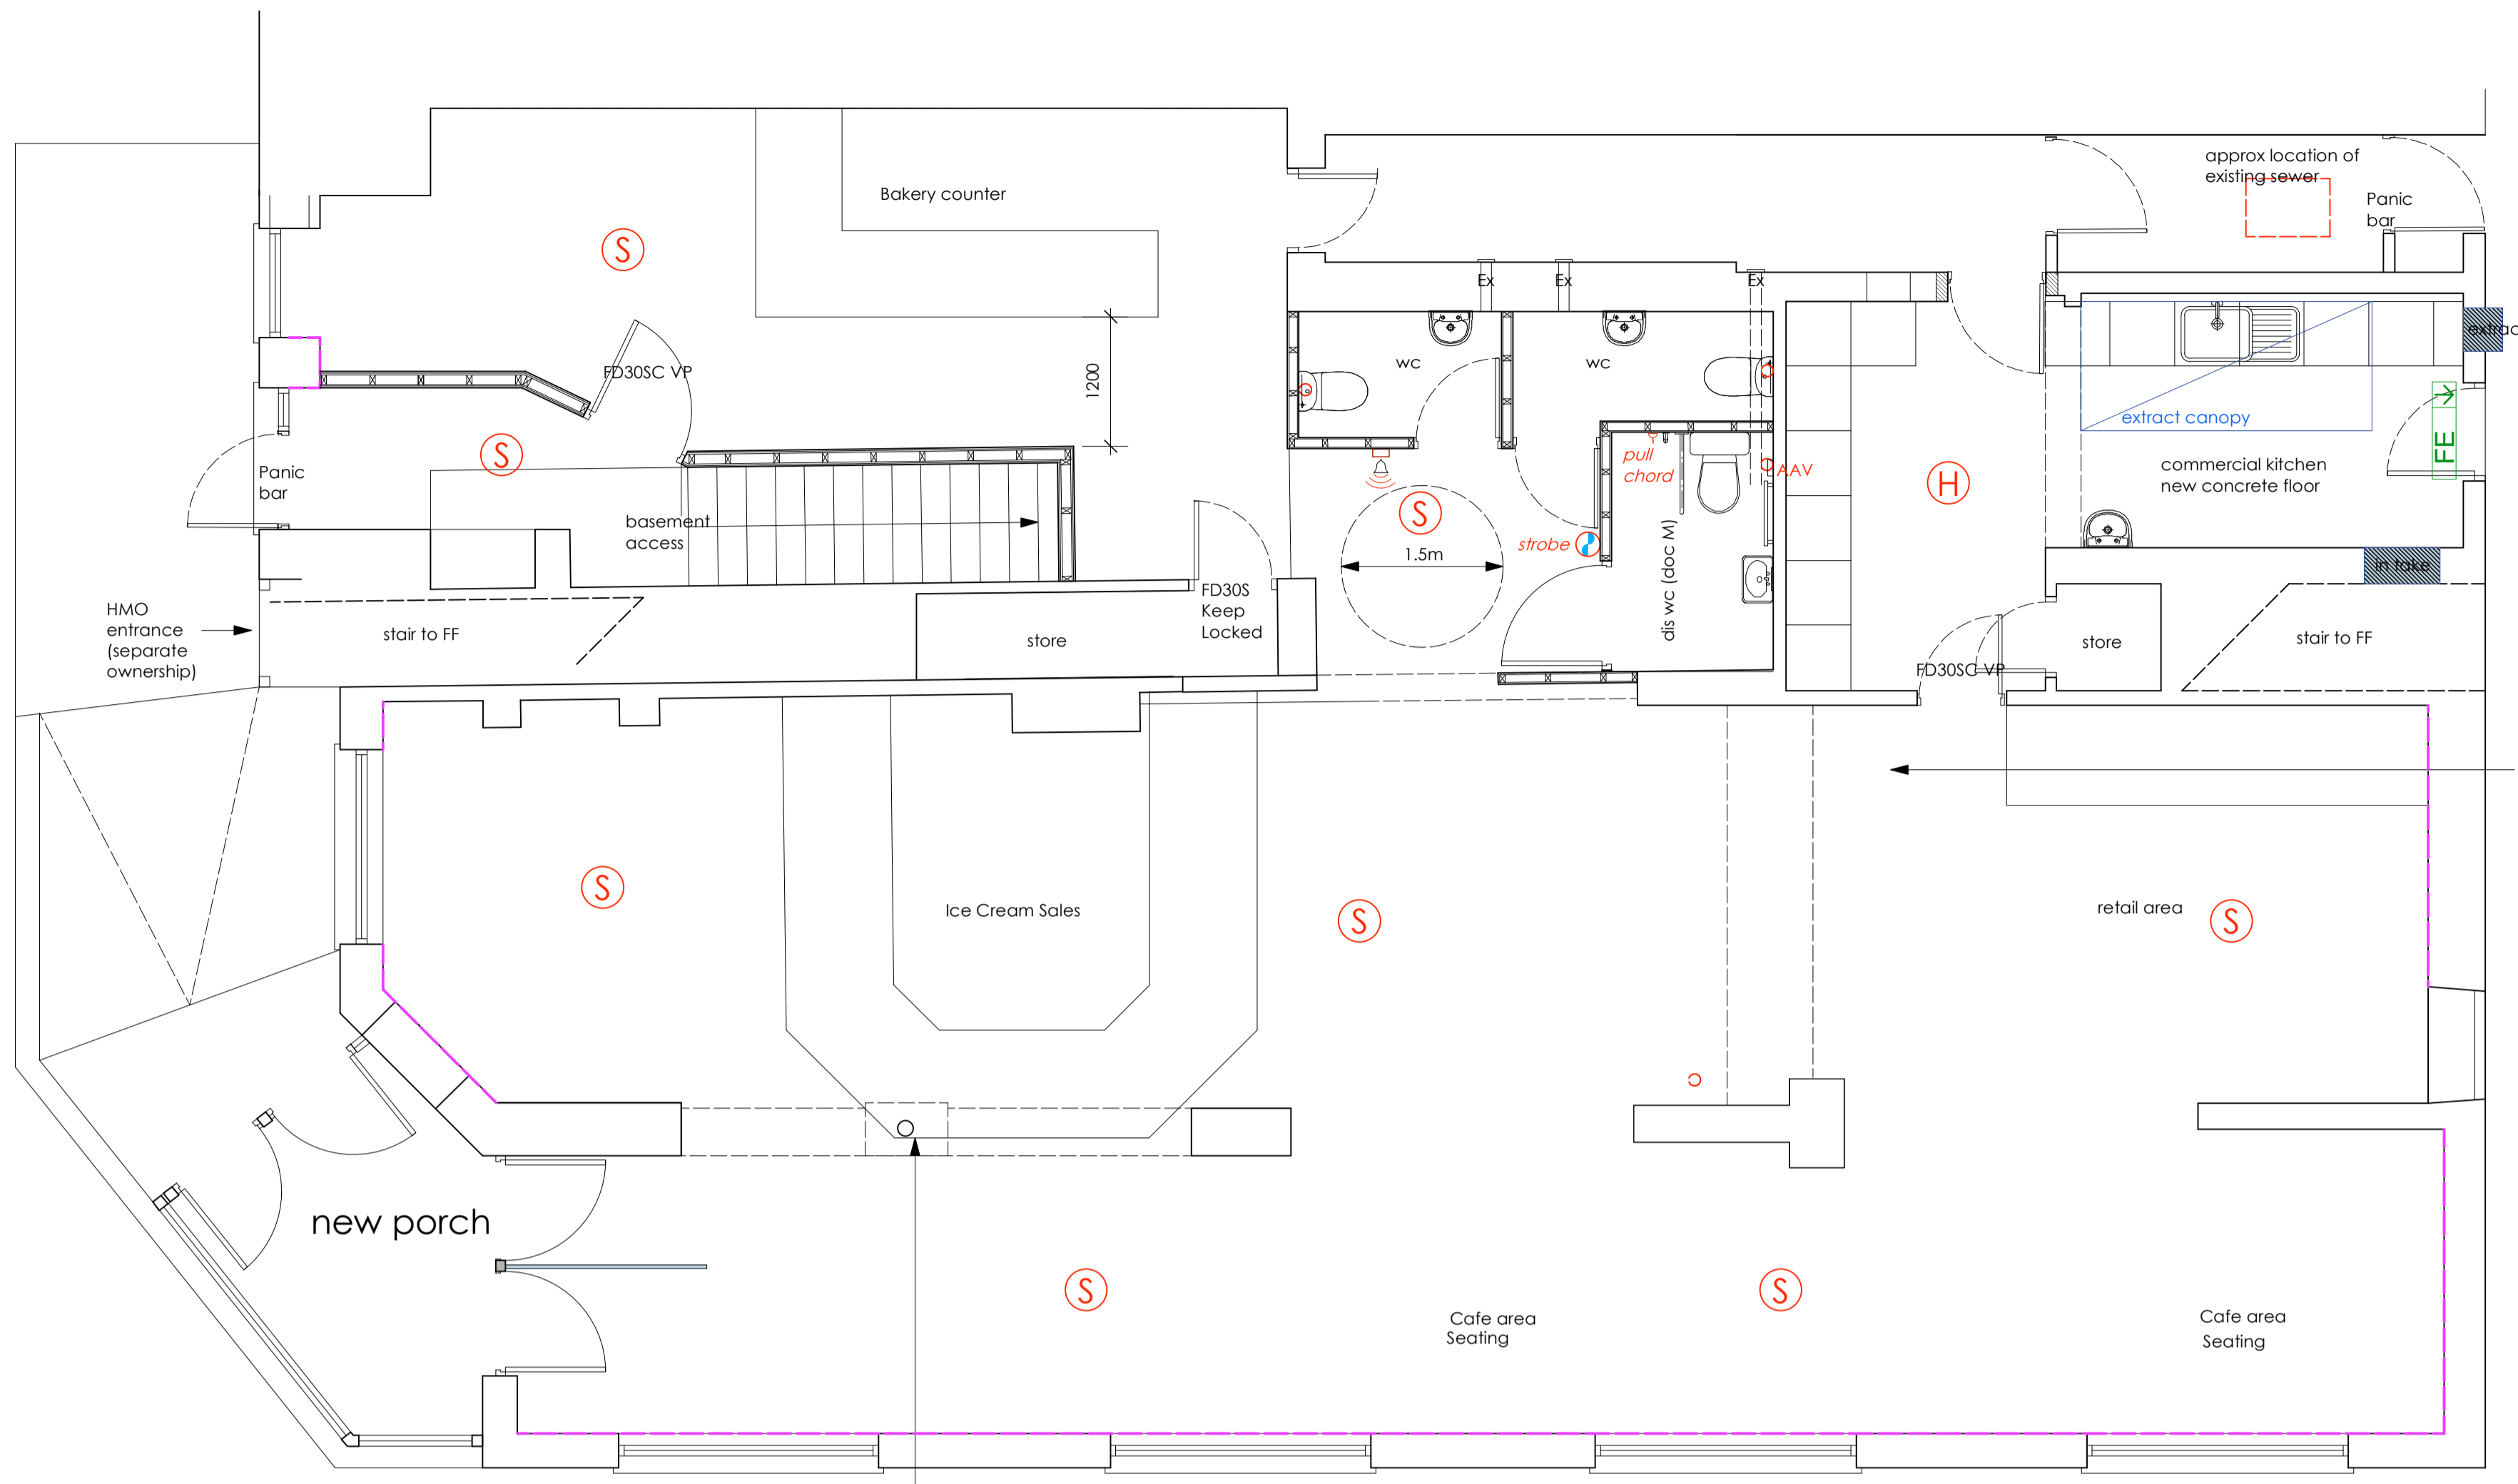 approx location of
existing sewer
Panic
bar
Bakery counter
S
Ex
Ex
Ex
extrac
FD30SC VP
1200
wc
wc
extract canopy
FE
S
Panic
bar
pull
chord
AAV
H
commercial kitchen
new concrete floor
basement
access
S
strobe
1.5m
dis wc (doc M)
in take
HMO
entrance
(separate
ownership)
stair to FF
store
FD30S
Keep
Locked
store
stair to FF
FD30SC VP
S
Ice Cream Sales
S
retail area
S
new porch
S
S
Cafe area
Seating
Cafe area
Seating